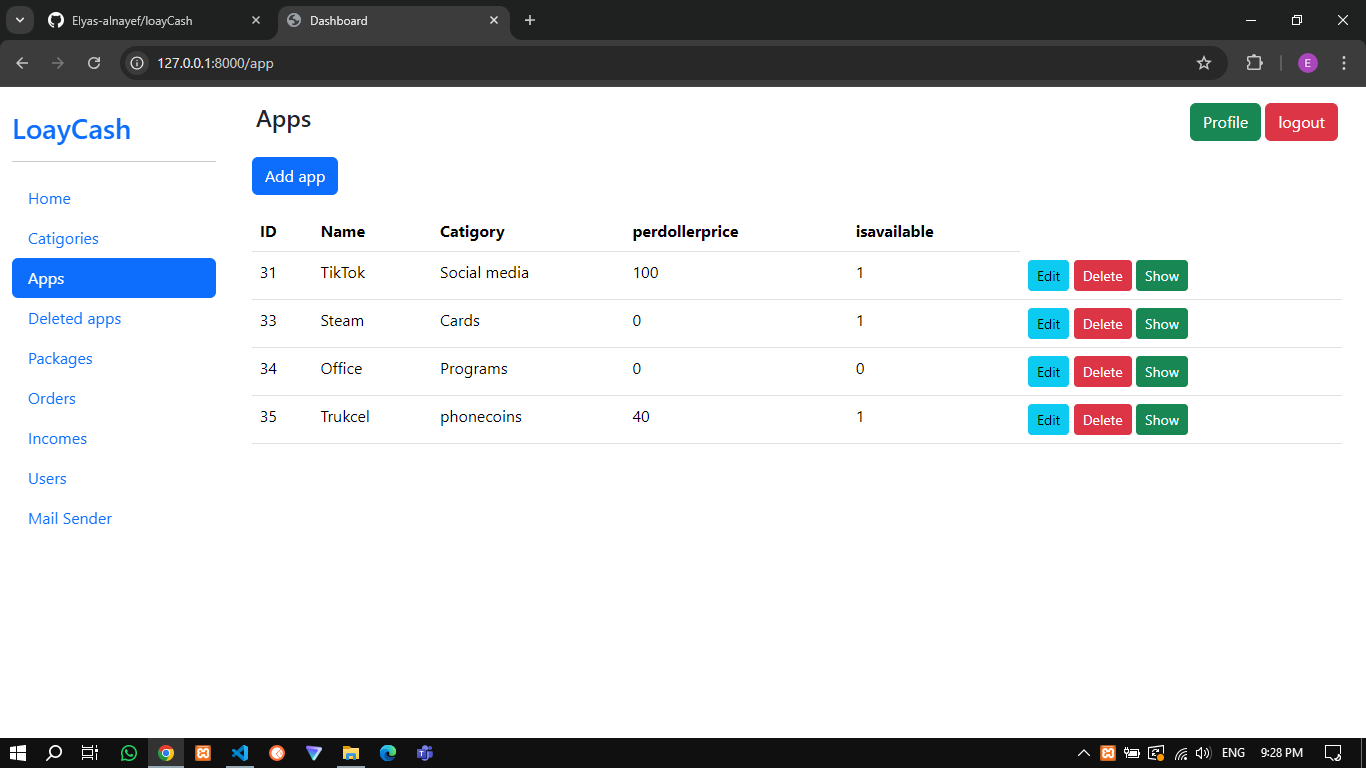 Elyas-alnayef/loayCash
Dashboard
127.0.0.1:8000/app
E
LoayCash
Apps
Profile
logout
Home
Catigories
Apps
Deleted apps
Packages
Orders
Incomes
Users
Mail Sender
Add app
ID Name Catigory perdollerprice isavailable
31 TikTok Social media 100 1 Edit Delete Show
33 Steam Cards 0 1 Edit Delete Show
34 Office Programs 0 0 Edit Delete Show
35 Trukcel phonecoins 40 1 Edit Delete Show
ENG 9:28 PM